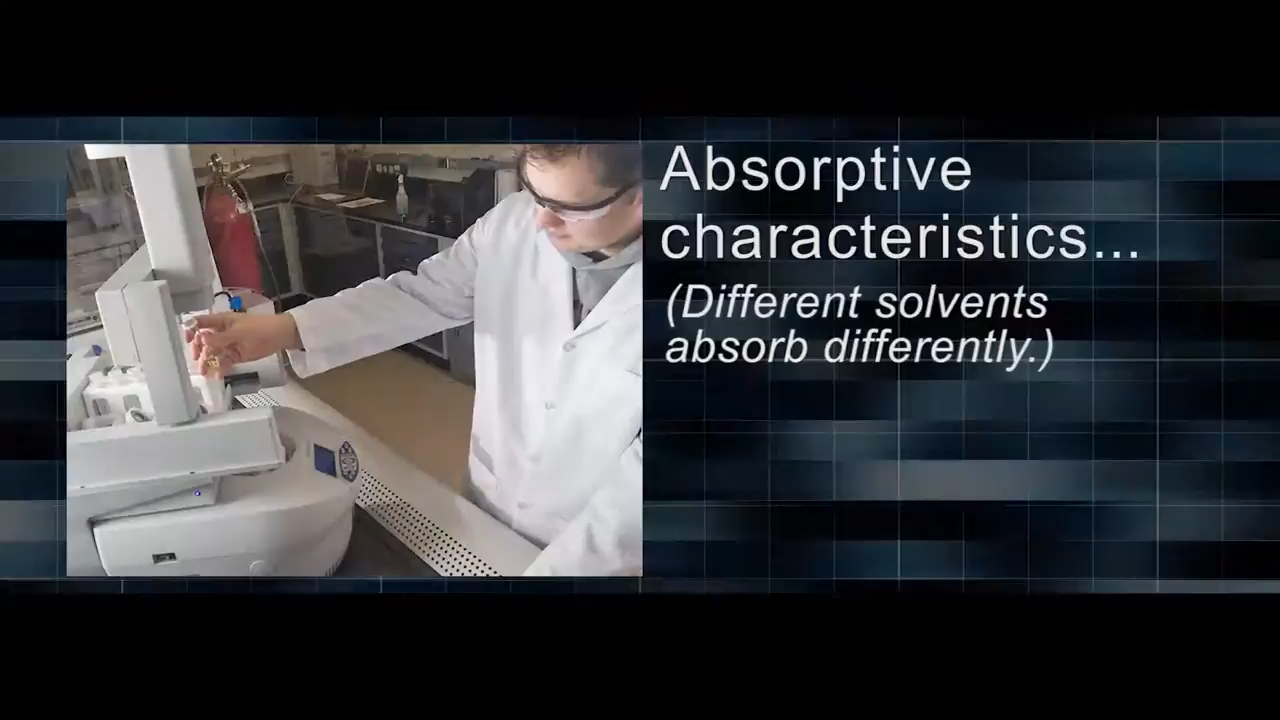 Absorptive
characteristics...
(Different solvents
absorb differently.)